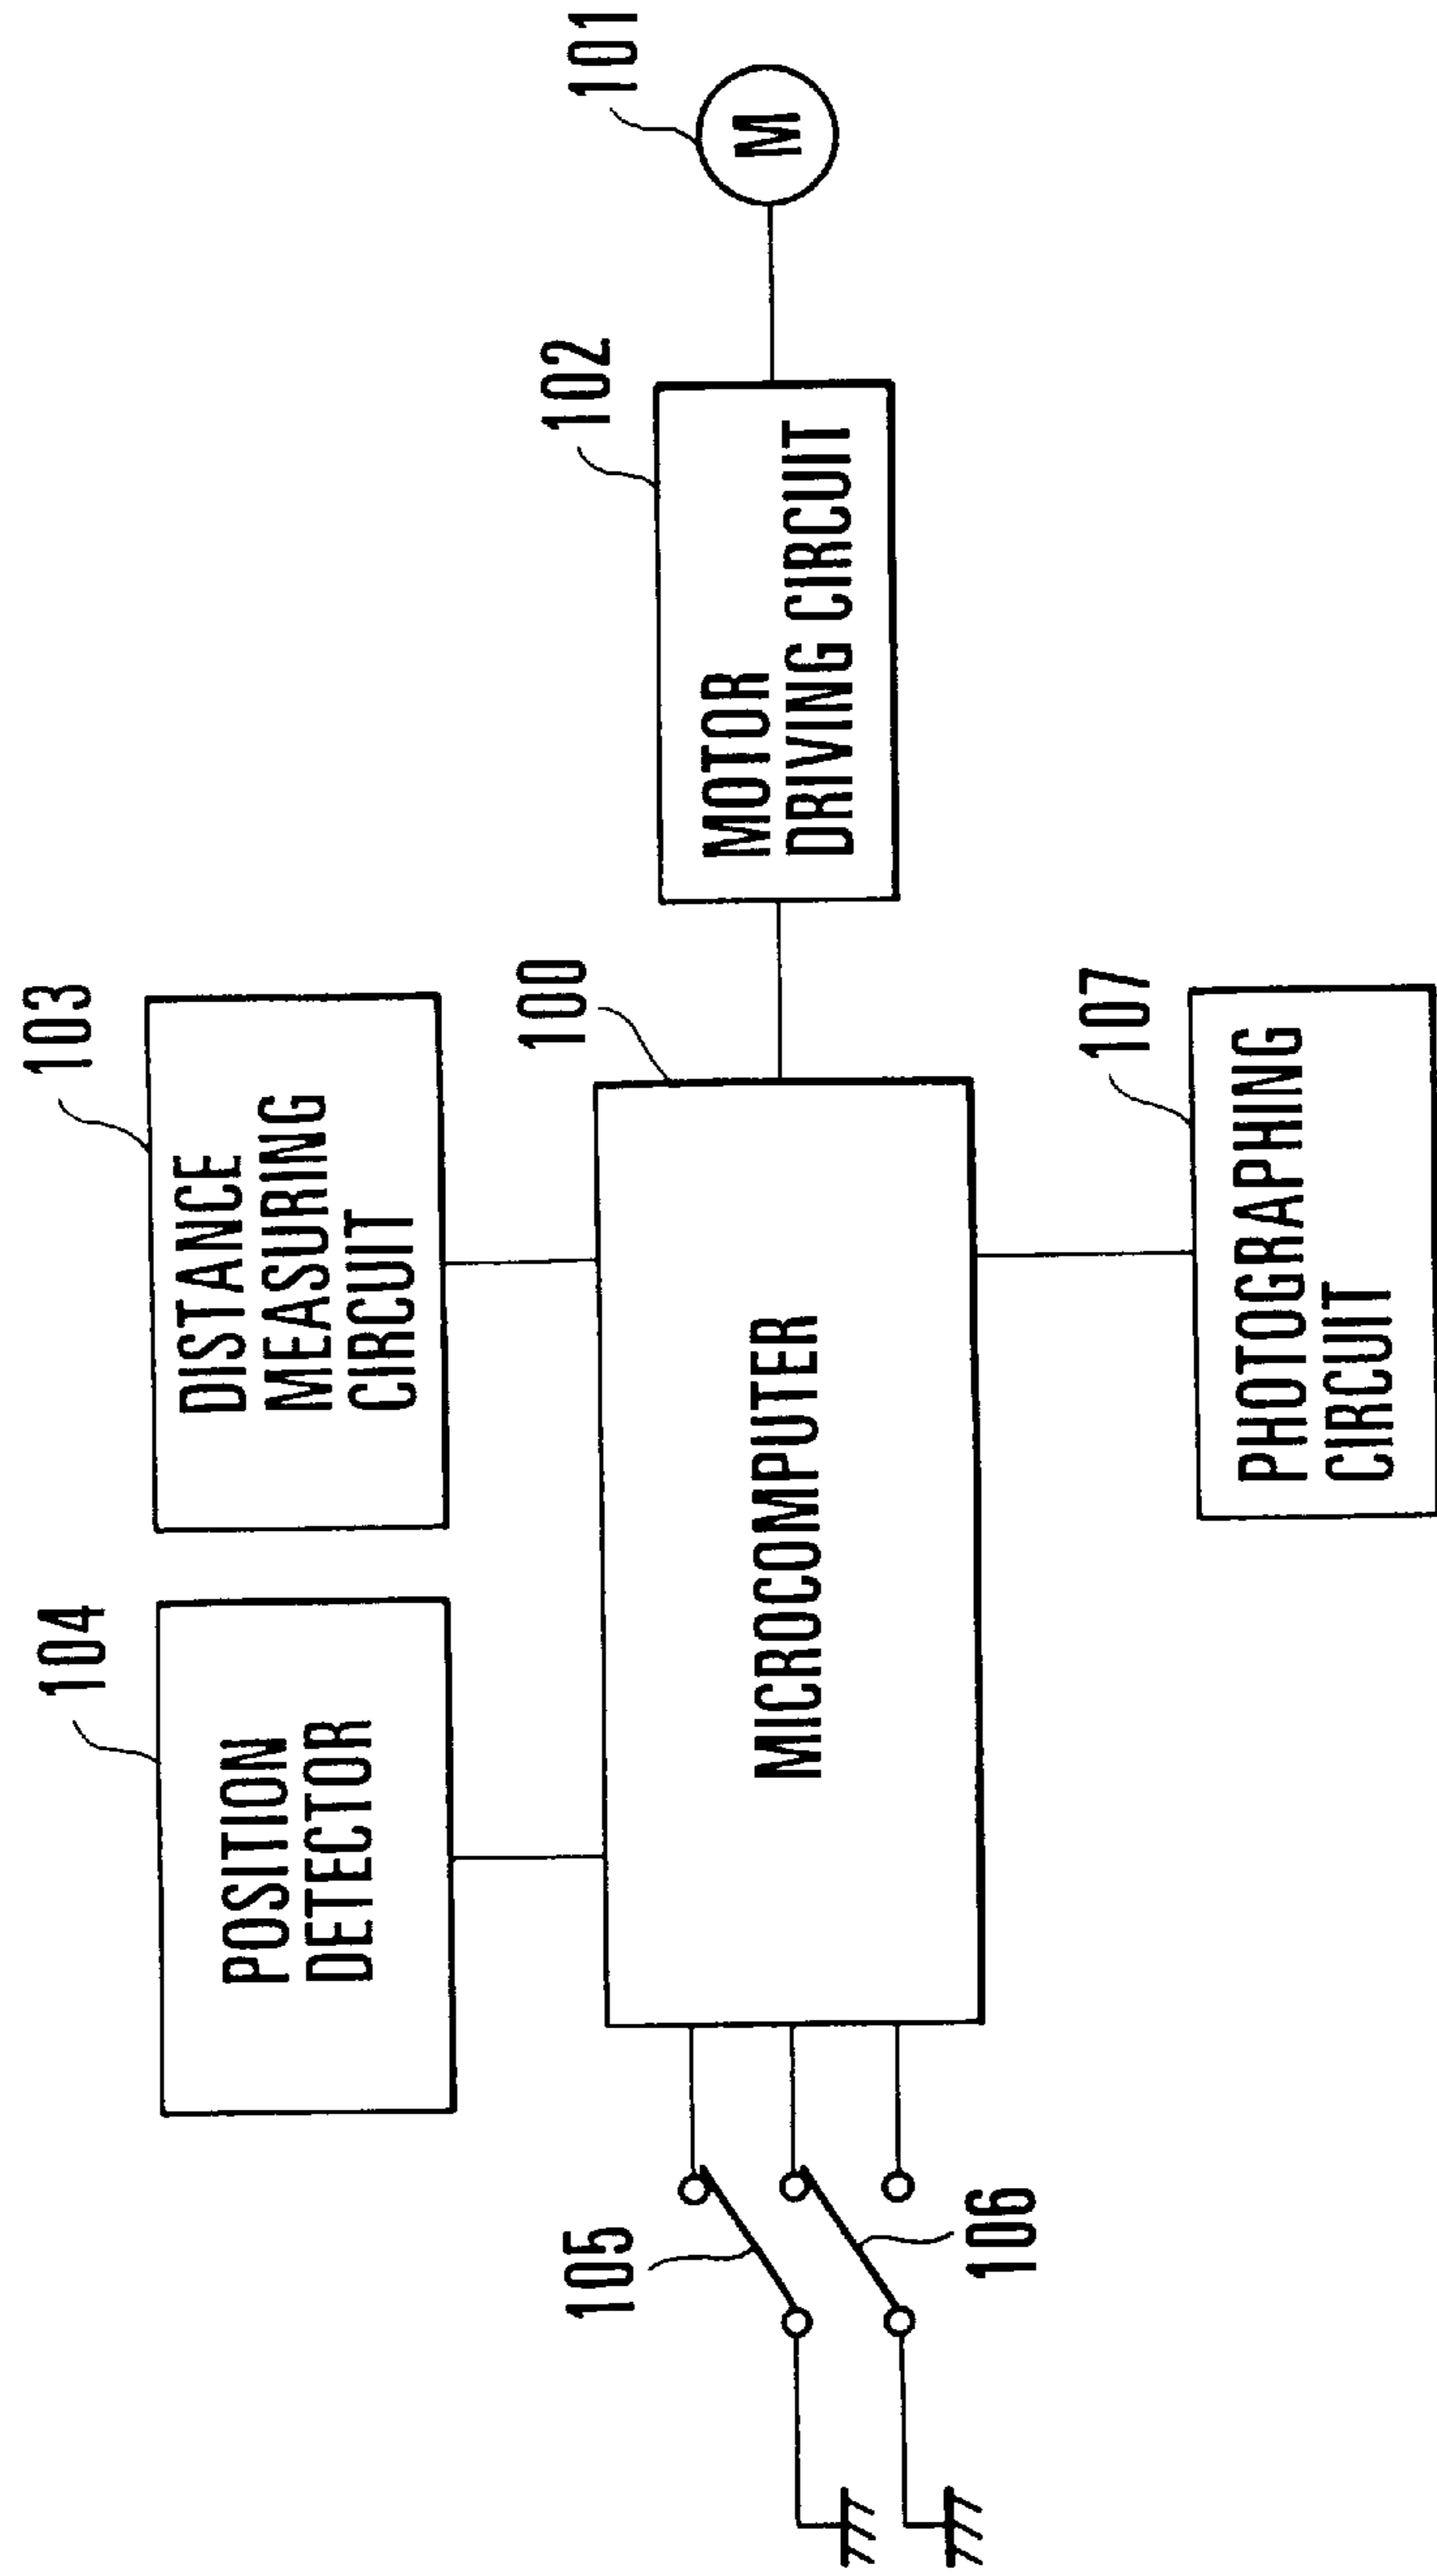 104
POSITION
DETECTOR
103
DISTANCE
MEASURING
CIRCUIT
105
106
100
MICROCOMPUTER
102
MOTOR
DRIVING CIRCUIT
101
M
107
PHOTOGRAPHING
CIRCUIT